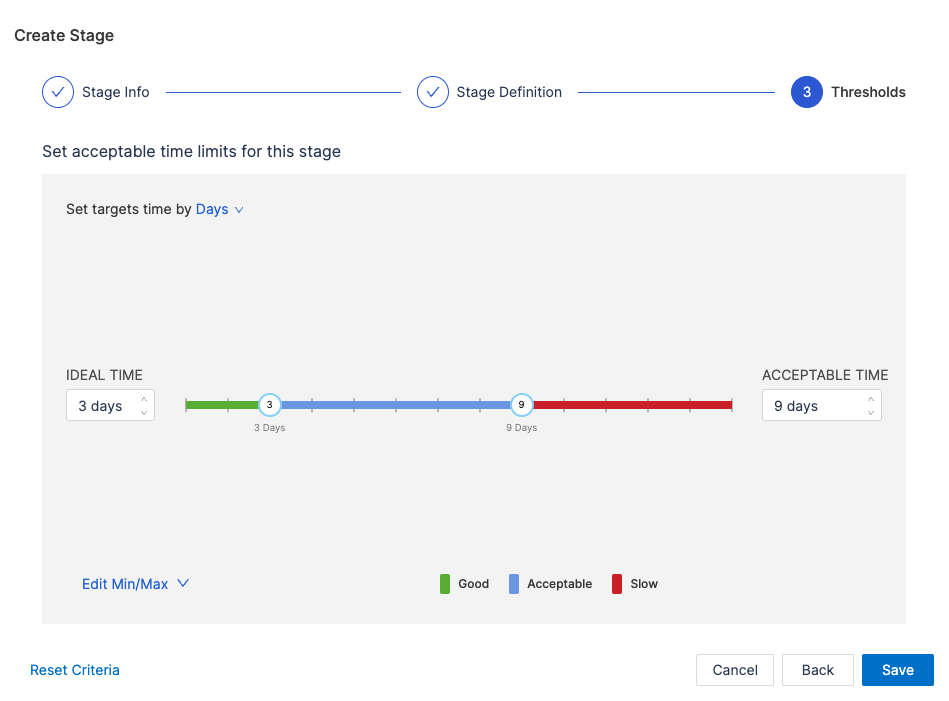 Create Stage
Stage Info
Stage Definition
3 Thresholds
Set acceptable time limits for this stage
Set targets time by Days
IDEAL TIME
3 days
3
3 Days
9
9 Days
ACCEPTABLE TIME
9 days
Edit Min/Max
Good Acceptable Slow
Reset Criteria
Cancel Back Save